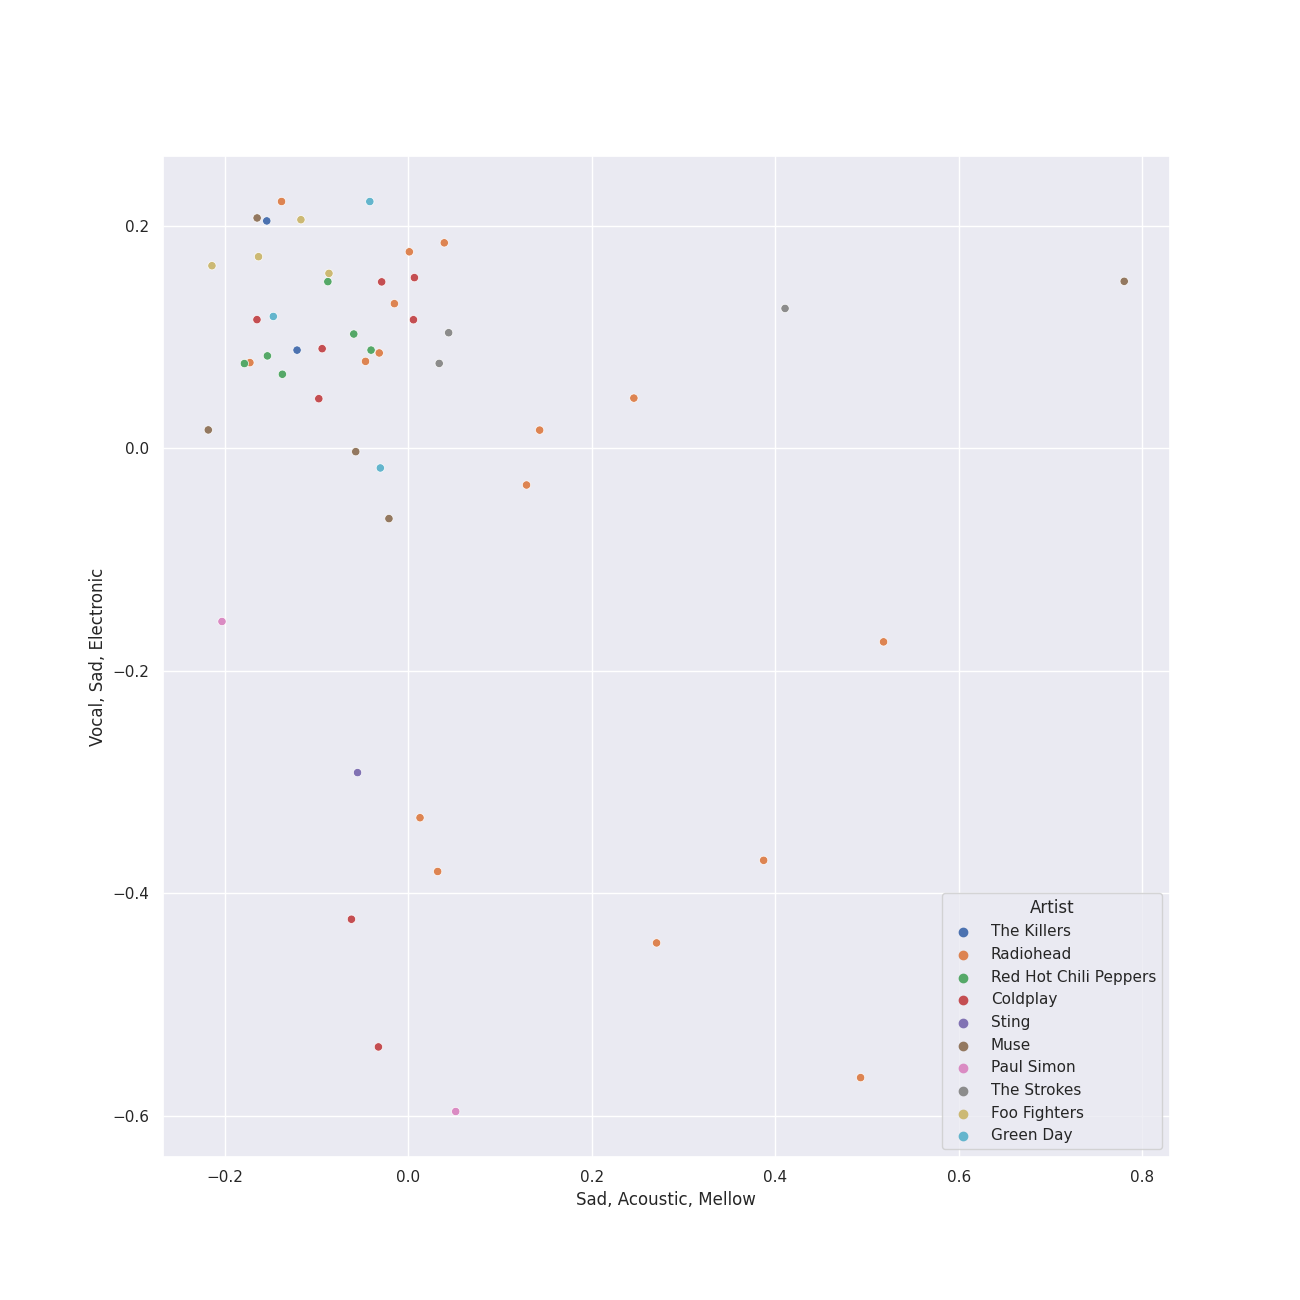 0.2
0.0
−0.2
−0.4
−0.6
Vocal, Sad, Electronic
−0.2
0.0
0.2
0.4
0.6
0.8
Sad, Acoustic, Mellow
Artist
The Killers
Radiohead
Red Hot Chili Peppers
Coldplay
Sting
Muse
Paul Simon
The Strokes
Foo Fighters
Green Day